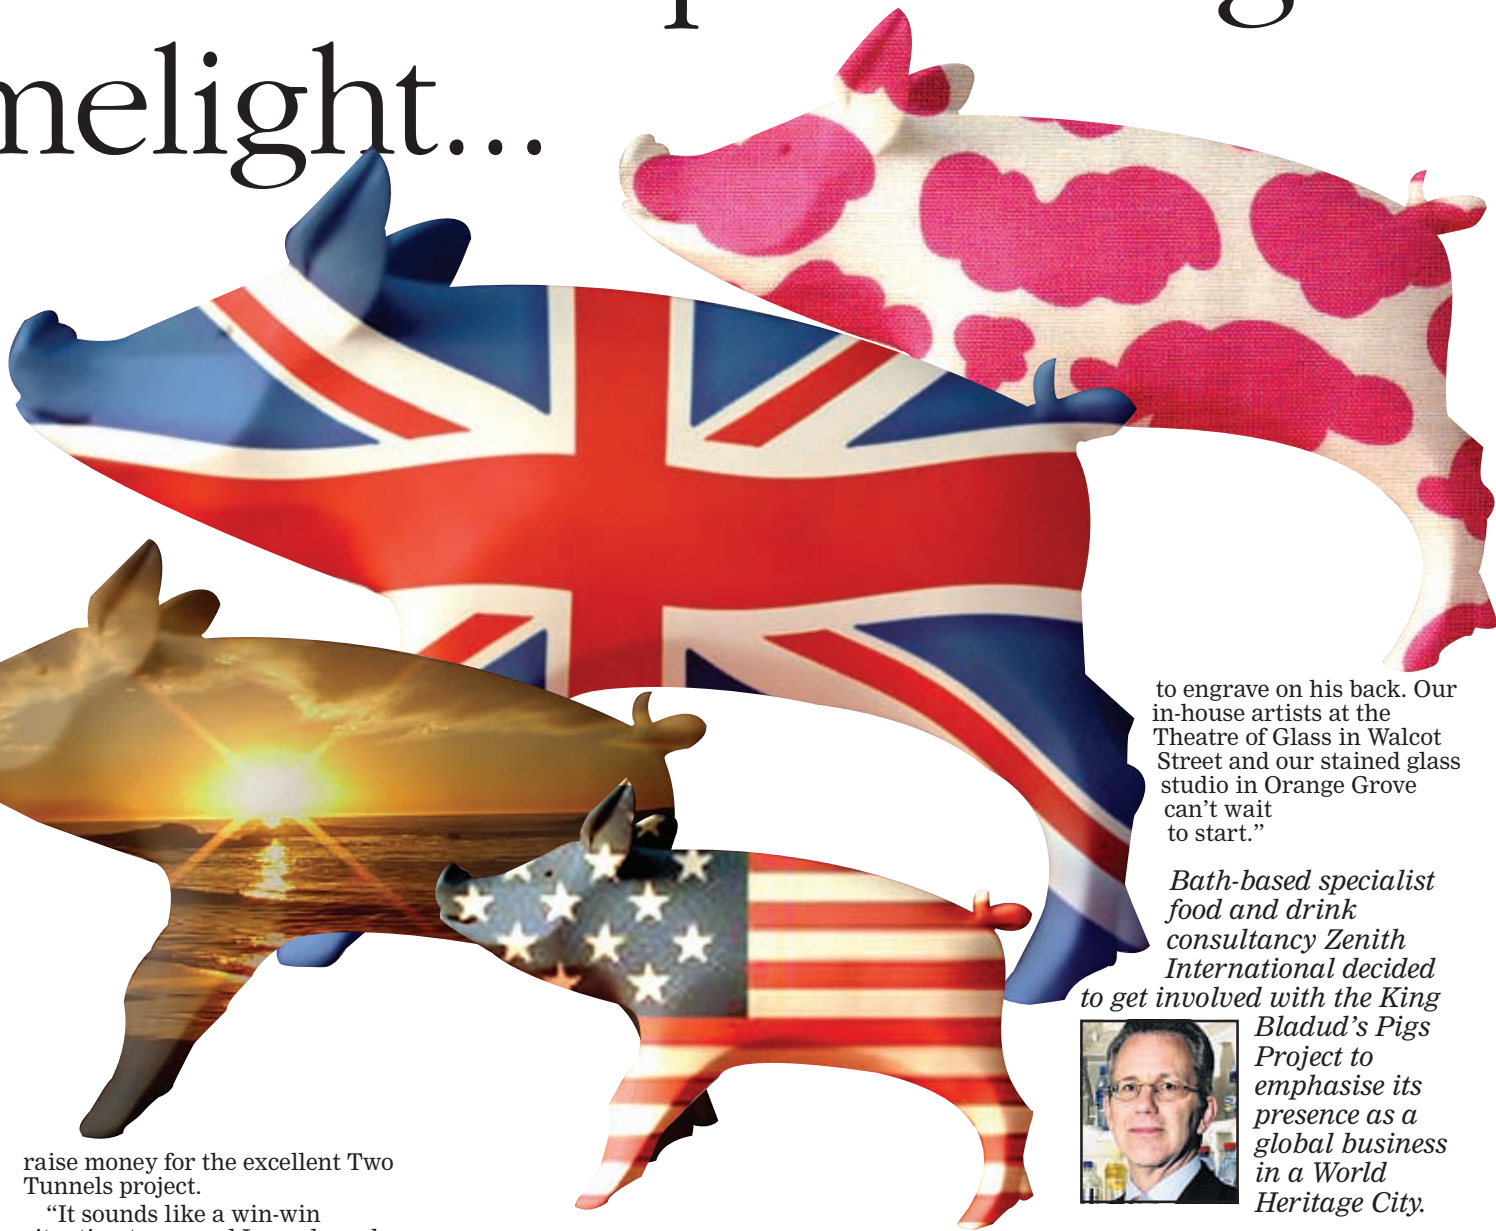 melight...
raise money for the excellent Two
Tunnels project.
“It sounds like a win-win
to engrave on his back. Our
in-house artists at the
Theatre of Glass in Walcot
Street and our stained glass
studio in Orange Grove
can’t wait
to start.”
Bath-based specialist
food and drink
consultancy Zenith
International decided
to get involved with the King
Bladud’s Pigs
Project to
emphasise its
presence as a
global business
in a World
Heritage City.